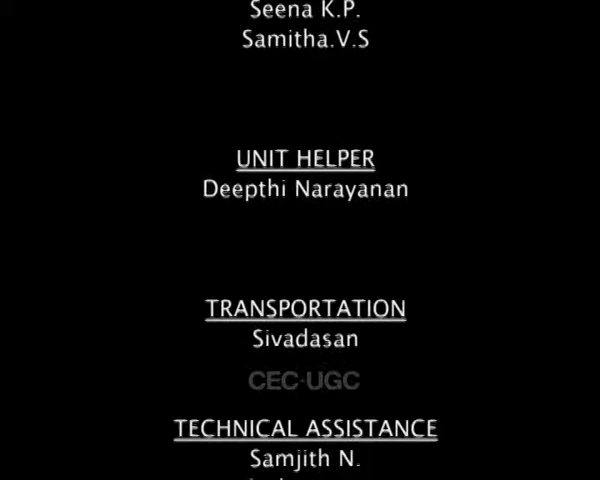 Seena K.P.
Samitha.V.S
UNIT HELPER
Deepthi Narayanan
TRANSPORTATION
Sivadasan
CEC-UGC
TECHNICAL ASSISTANCE
Samjith N.